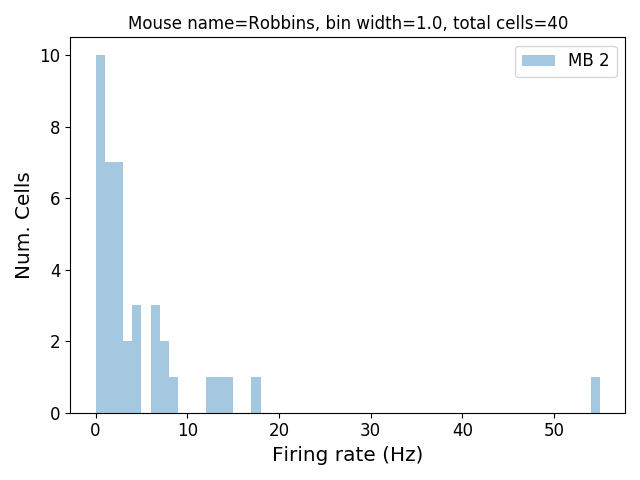 Mouse name=Robbins, bin width=1.0, total cells=40
MB 2
10
8
6
4
2
0
Num. Cells
0 10 20 30 40 50
Firing rate (Hz)